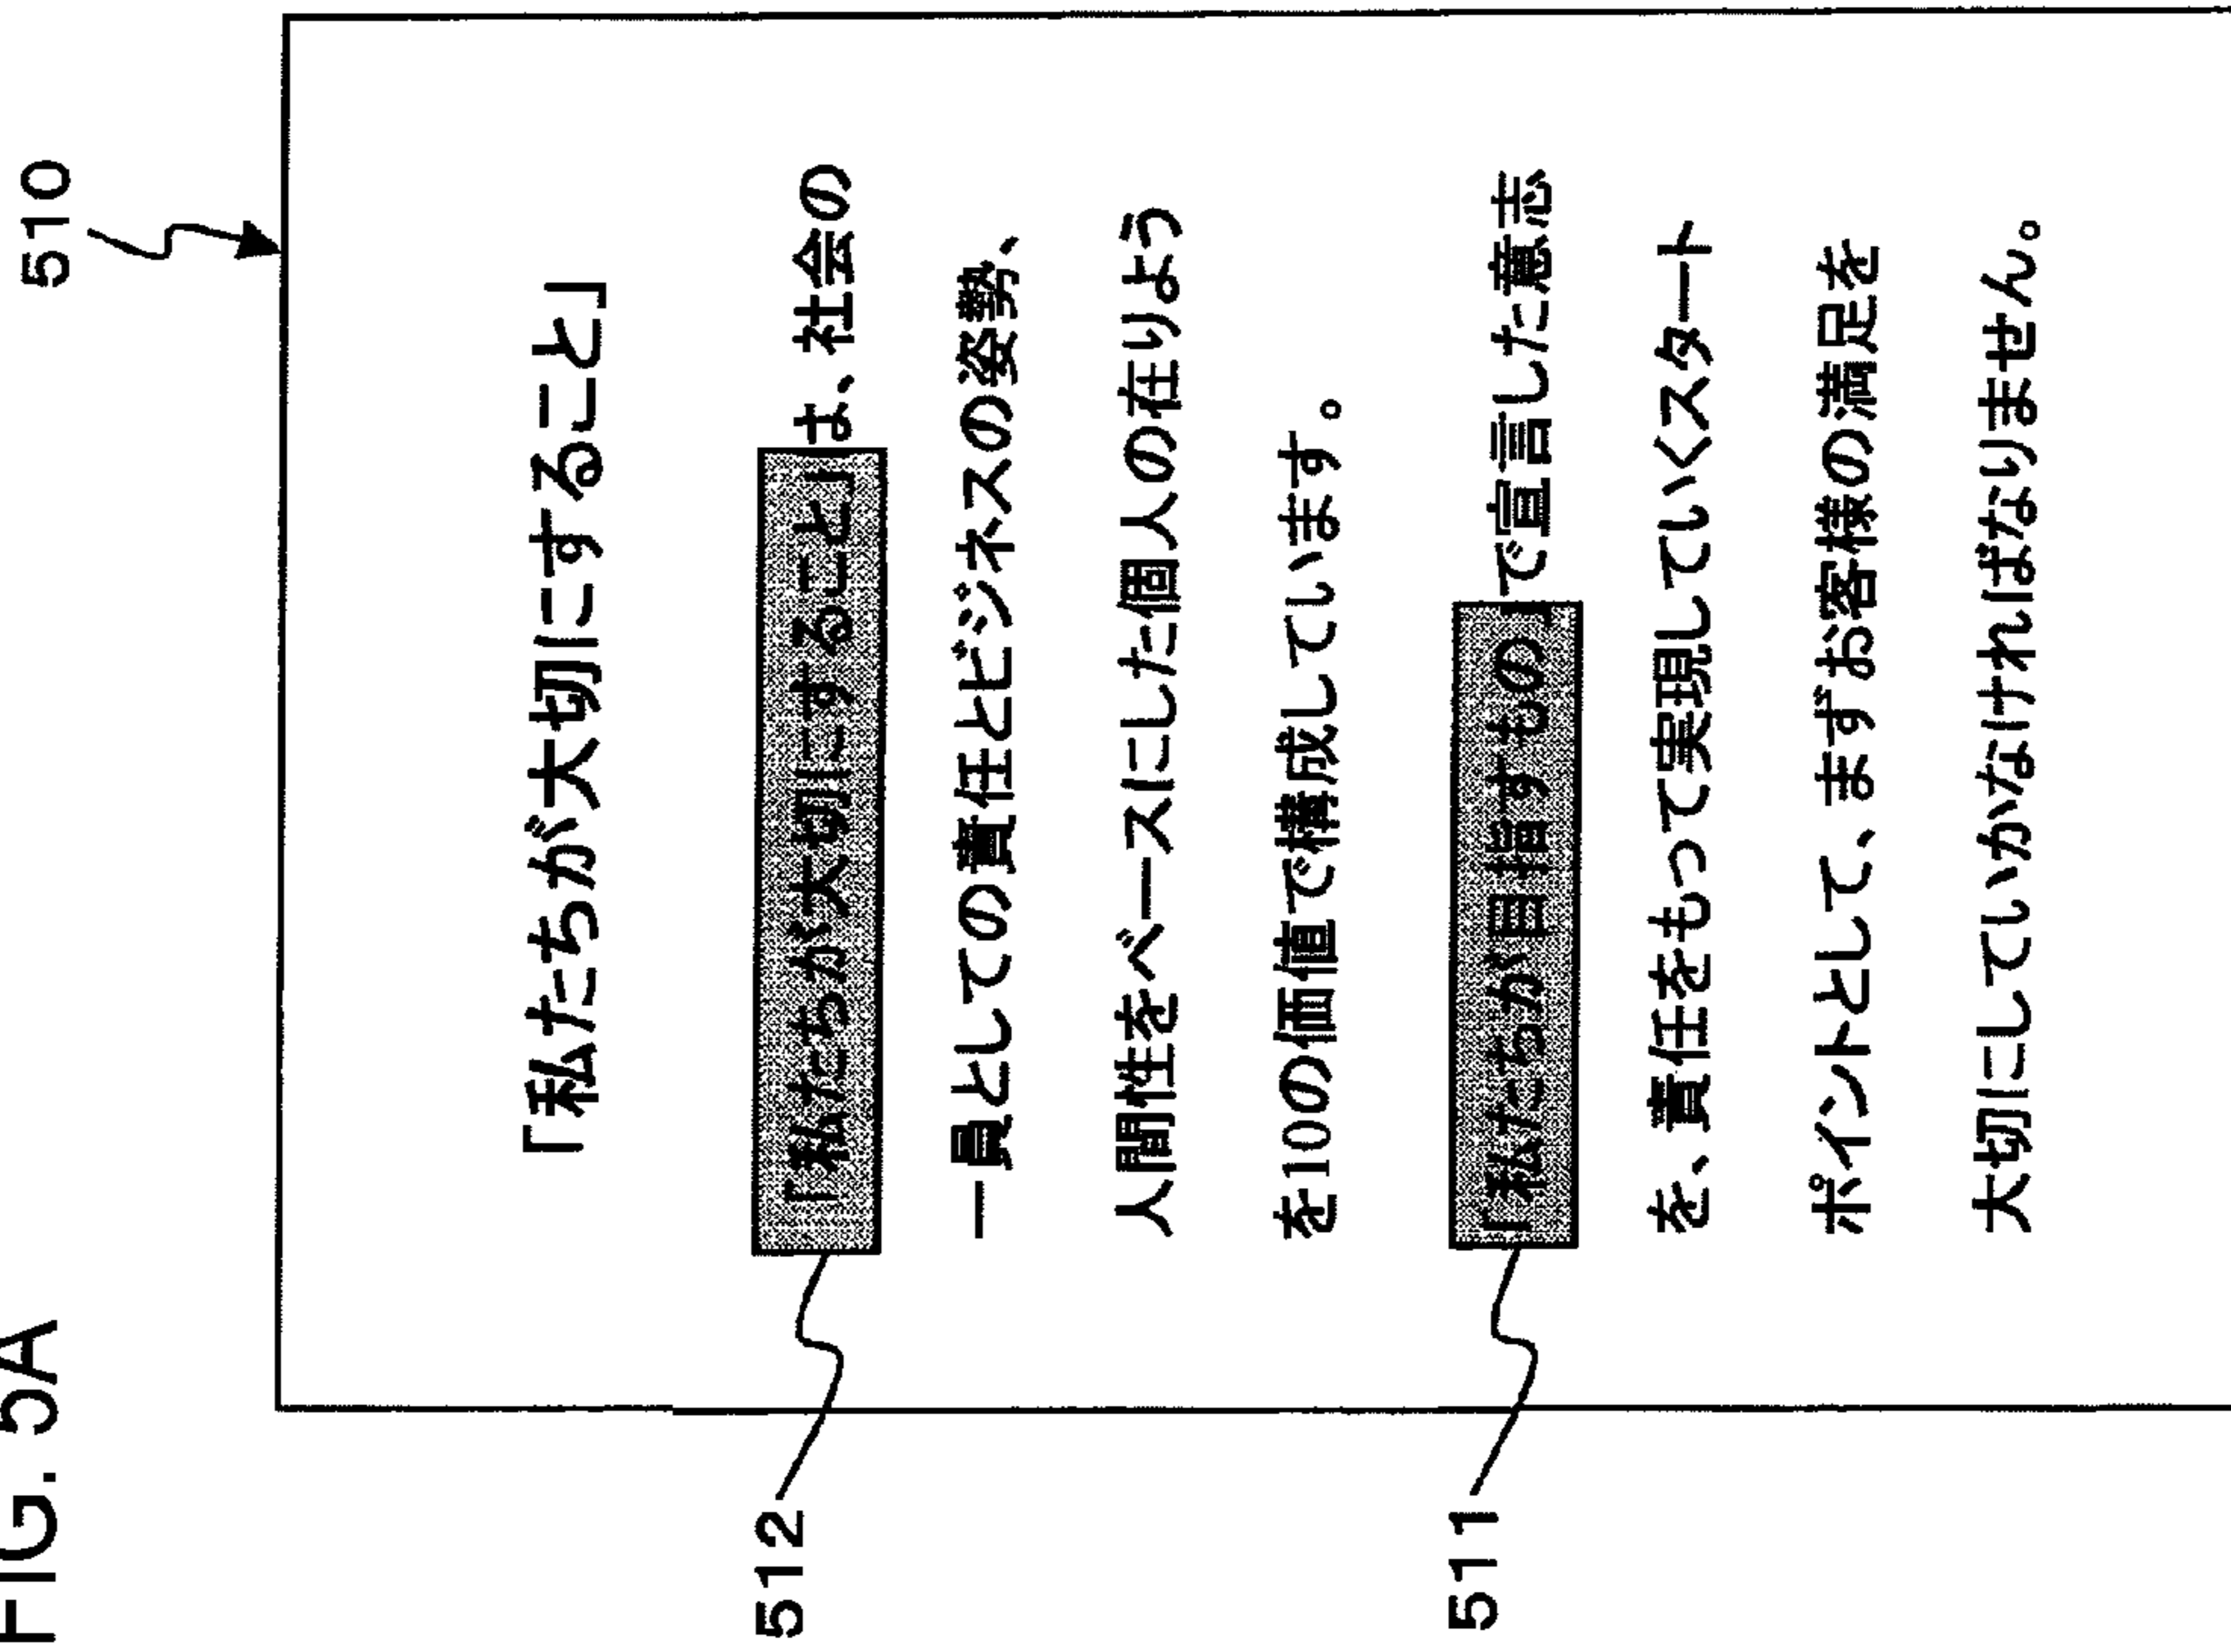 FIG. 5A
510
「私たちが大切にすること」
512
「私たちが大切にすること」は、社会の
一員としての責任とビジネスの姿勢、
人間性をベースにした個人の在りよう
を10の価値で構成しています。
511
「私たちが目指すもの」で宣言した意志
を、責任をもって実現していくスタート
ポイントとして、まずお客様の満足を
大切にしていかなければなりません。